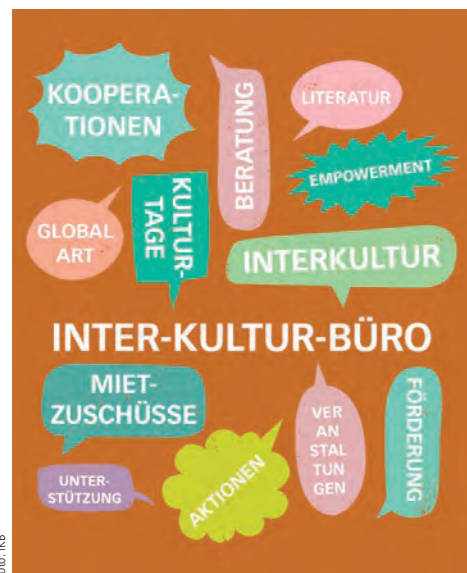 KOOPERA-
TIONEN
BERATUNG
LITERATUR
EMPOWERMENT
KULTUR-
TAGE
GLOBAL
ART
INTERKULTUR
INTER-KULTUR-BÜRO
MIET-
ZUSCHÜSSE
VER
AN
STAL
TUN
GEN
FÖRDERUNG
UNTER-
STÜTZUNG
AKTIONEN